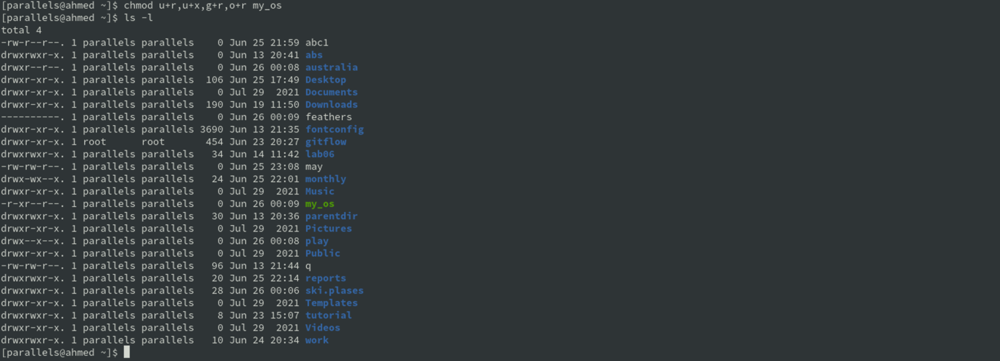 [parallels@ahmed ~]$ chmod u+r,u+x,g+r,o+r my_os
[parallels@ahmed ~]$ ls -l
total 4
-rw-r--r--. 1 parallels parallels    0 Jun 25 21:59 abc1
drwxrwxr-x. 1 parallels parallels    0 Jun 13 20:41 abs
drwxr--r--. 1 parallels parallels    0 Jun 26 00:08 australia
drwxr-xr-x. 1 parallels parallels  106 Jun 25 17:49 Desktop
drwxr-xr-x. 1 parallels parallels    0 Jul 29  2021 Documents
drwxr-xr-x. 1 parallels parallels  190 Jun 19 11:50 Downloads
----------. 1 parallels parallels    0 Jun 26 00:09 feathers
drwxr-xr-x. 1 parallels parallels 3690 Jun 13 21:35 fontconfig
drwxr-xr-x. 1 root      root       454 Jun 23 20:27 gitflow
drwxrwxr-x. 1 parallels parallels   34 Jun 14 11:42 lab06
-rw-rw-r--. 1 parallels parallels    0 Jun 25 23:08 may
drwx-wx--x. 1 parallels parallels   24 Jun 25 22:01 monthly
drwxr-xr-x. 1 parallels parallels    0 Jul 29  2021 Music
-r-xr--r--. 1 parallels parallels    0 Jun 26 00:09 my_os
drwxrwxr-x. 1 parallels parallels   30 Jun 13 20:36 parentdir
drwxr-xr-x. 1 parallels parallels    0 Jul 29  2021 Pictures
drwx--x--x. 1 parallels parallels    0 Jun 26 00:08 play
drwxr-xr-x. 1 parallels parallels    0 Jul 29  2021 Public
-rw-rw-r--. 1 parallels parallels   96 Jun 13 21:44 q
drwxrwxr-x. 1 parallels parallels   20 Jun 25 22:14 reports
drwxrwxr-x. 1 parallels parallels   28 Jun 26 00:06 ski.plases
drwxr-xr-x. 1 parallels parallels    0 Jul 29  2021 Templates
drwxrwxr-x. 1 parallels parallels    8 Jun 23 15:07 tutorial
drwxr-xr-x. 1 parallels parallels    0 Jul 29  2021 Videos
drwxrwxr-x. 1 parallels parallels   10 Jun 24 20:34 work
[parallels@ahmed ~]$